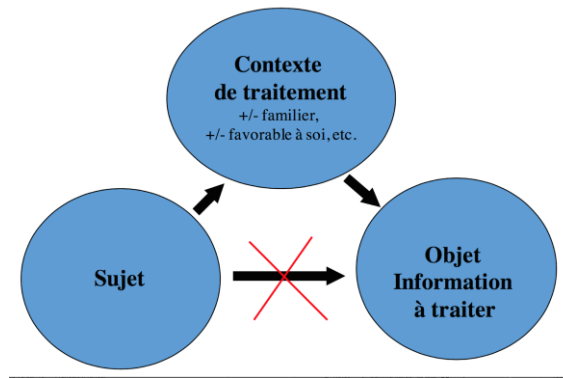 Contexte
de traitement
+/- familier,
+/- favorable à soi, etc.
Sujet
Objet
Information
à traiter